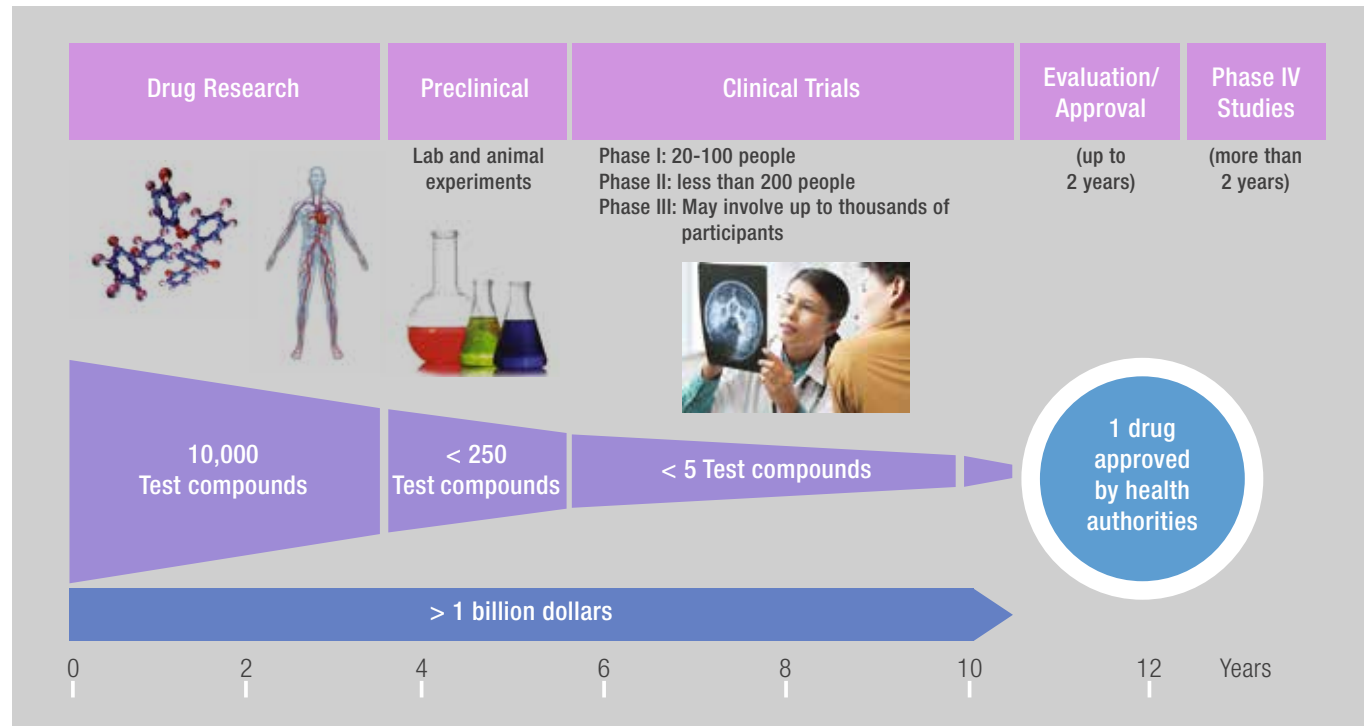 Drug Research
Preclinical
Clinical Trials
Evaluation/
Approval
Phase IV
Studies
Lab and animal
experiments
Phase I: 20-100 people
Phase II: less than 200 people
Phase III: May involve up to thousands of
participants
(up to
2 years)
(more than
2 years)
10,000
Test compounds
< 250
Test compounds
< 5 Test compounds
1 drug
approved
by health
authorities
> 1 billion dollars
0 2 4 6 8 10 12 Years